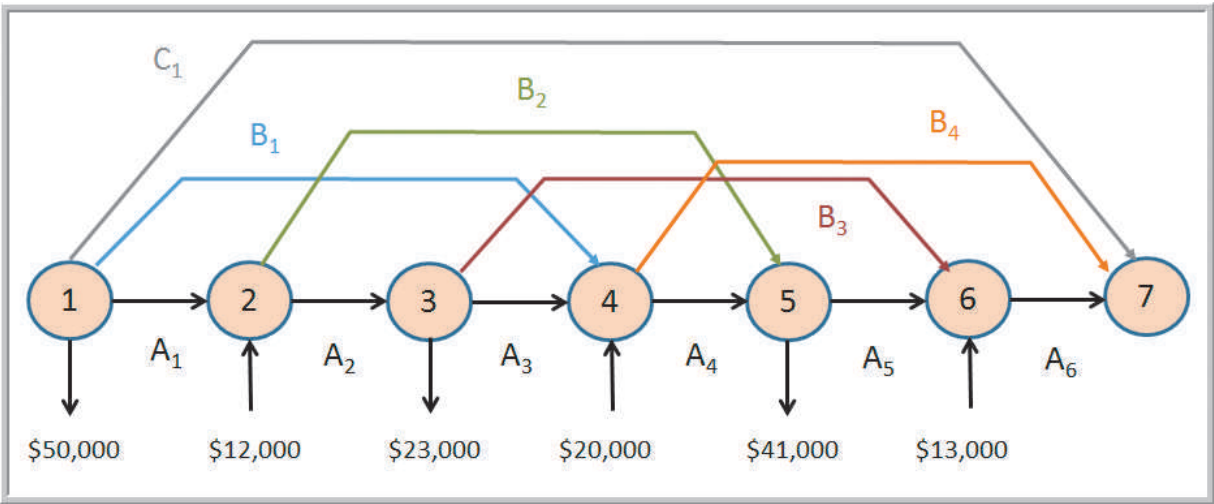 C₁
B₂
B₁
B₄
B₃
1 2 3 4 5 6 7
A₁ A₂ A₃ A₄ A₅ A₆
$50,000 $12,000 $23,000 $20,000 $41,000 $13,000